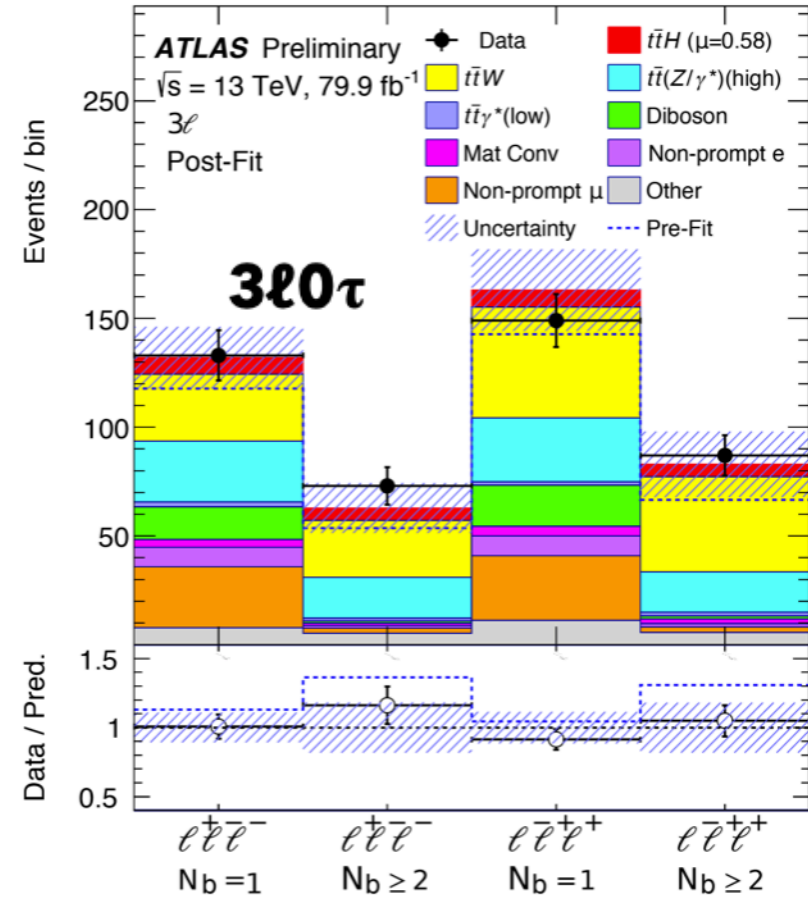 ATLAS Preliminary
√s = 13 TeV, 79.9 fb⁻¹
3ℓ
Post-Fit
Data
tt̄H (μ=0.58)
tt̄W
tt̄(Z/γ*)(high)
tt̄γ*(low)
Diboson
Mat Conv
Non-prompt e
Non-prompt μ
Other
Uncertainty
Pre-Fit
3ℓ0τ
Events / bin
250
200
150
100
50
Data / Pred.
1.5
1
0.5
ℓ⁺ℓ⁻ℓ⁻
N_b = 1
ℓ⁺ℓ⁻ℓ⁻
N_b ≥ 2
ℓ⁻ℓ⁺ℓ⁺
N_b = 1
ℓ⁻ℓ⁺ℓ⁺
N_b ≥ 2